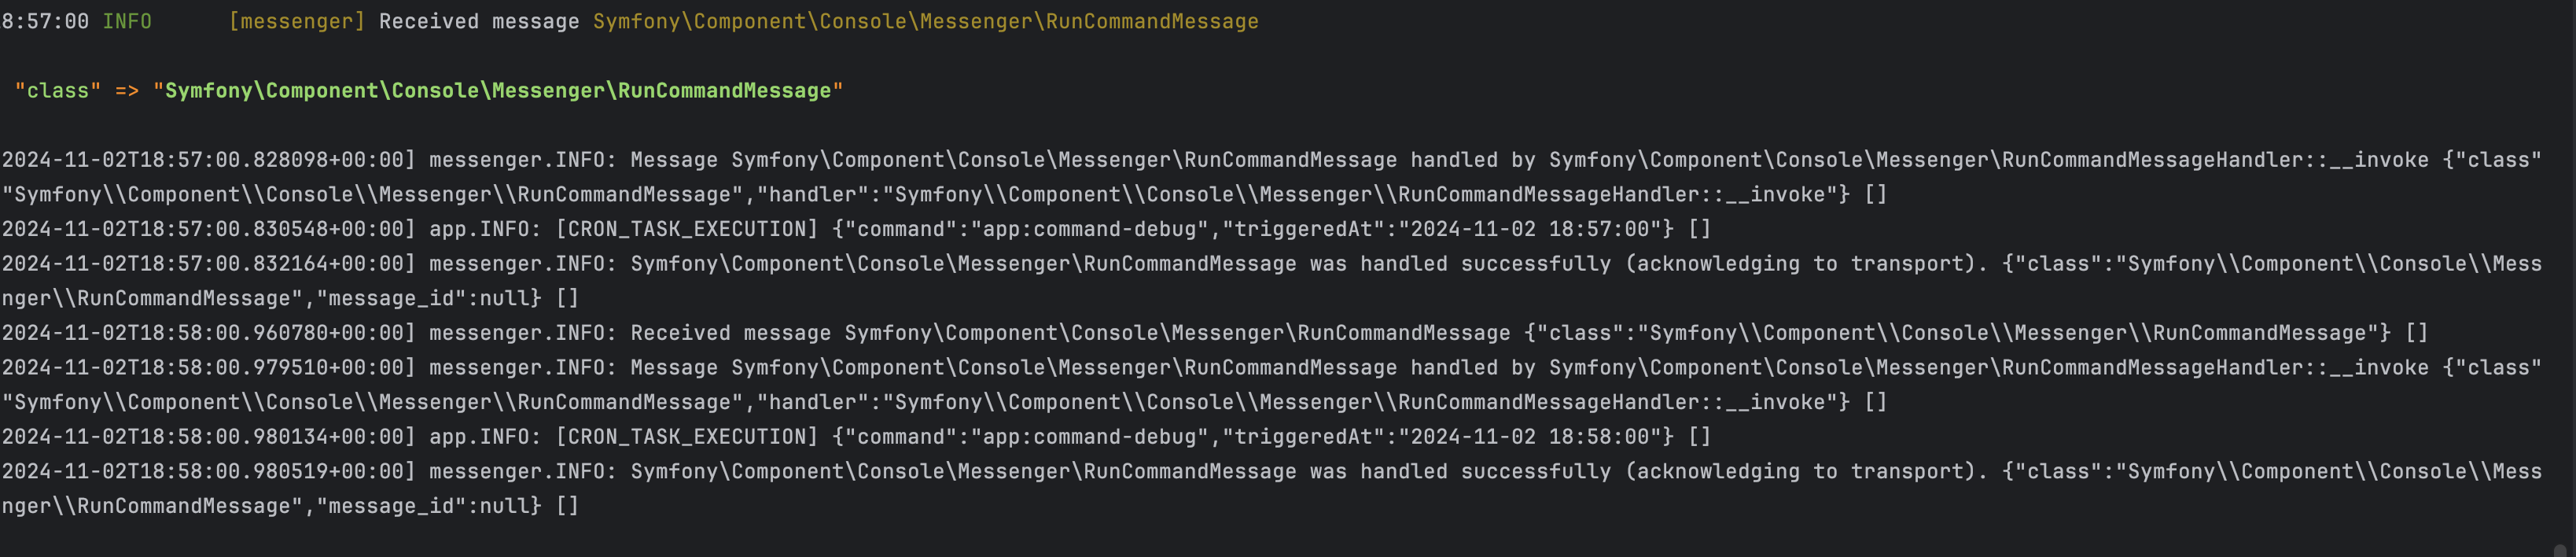 8:57:00 INFO      [messenger] Received message Symfony\Component\Console\Messenger\RunCommandMessage
"class" => "Symfony\Component\Console\Messenger\RunCommandMessage"
2024-11-02T18:57:00.828098+00:00] messenger.INFO: Message Symfony\Component\Console\Messenger\RunCommandMessage handled by Symfony\Component\Console\Messenger\RunCommandMessageHandler::__invoke {"class"
"Symfony\\Component\\Console\\Messenger\\RunCommandMessage","handler":"Symfony\\Component\\Console\\Messenger\\RunCommandMessageHandler::__invoke"} []
2024-11-02T18:57:00.830548+00:00] app.INFO: [CRON_TASK_EXECUTION] {"command":"app:command-debug","triggeredAt":"2024-11-02 18:57:00"} []
2024-11-02T18:57:00.832164+00:00] messenger.INFO: Symfony\Component\Console\Messenger\RunCommandMessage was handled successfully (acknowledging to transport). {"class":"Symfony\\Component\\Console\\Mess
nger\\RunCommandMessage","message_id":null} []
2024-11-02T18:58:00.960780+00:00] messenger.INFO: Received message Symfony\Component\Console\Messenger\RunCommandMessage {"class":"Symfony\\Component\\Console\\Messenger\\RunCommandMessage"} []
2024-11-02T18:58:00.979510+00:00] messenger.INFO: Message Symfony\Component\Console\Messenger\RunCommandMessage handled by Symfony\Component\Console\Messenger\RunCommandMessageHandler::__invoke {"class"
"Symfony\\Component\\Console\\Messenger\\RunCommandMessage","handler":"Symfony\\Component\\Console\\Messenger\\RunCommandMessageHandler::__invoke"} []
2024-11-02T18:58:00.980134+00:00] app.INFO: [CRON_TASK_EXECUTION] {"command":"app:command-debug","triggeredAt":"2024-11-02 18:58:00"} []
2024-11-02T18:58:00.980519+00:00] messenger.INFO: Symfony\Component\Console\Messenger\RunCommandMessage was handled successfully (acknowledging to transport). {"class":"Symfony\\Component\\Console\\Mess
nger\\RunCommandMessage","message_id":null} []